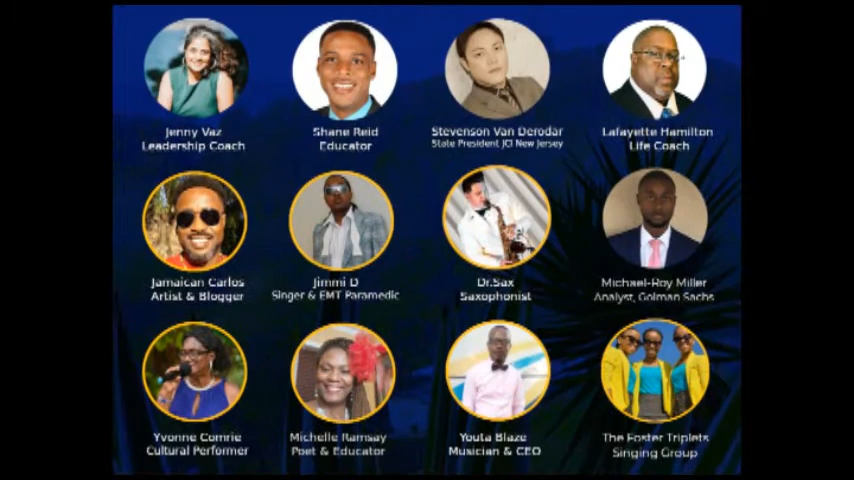 Jenny Vaz
Leadership Coach
Shane Reid
Educator
Stevenson Van Derodar
State President JCI New Jersey
Lafayette Hamilton
Life Coach
Jamaican Carlos
Artist & Blogger
Jimmi D
Singer & EMT Paramedic
Dr.Sax
Saxophonist
Michael-Roy Miller
Analyst, Golman Sachs
Yvonne Comrie
Cultural Performer
Michelle Ramsay
Poet & Educator
Youta Blaze
Musician & CEO
The Foster Triplets
Singing Group